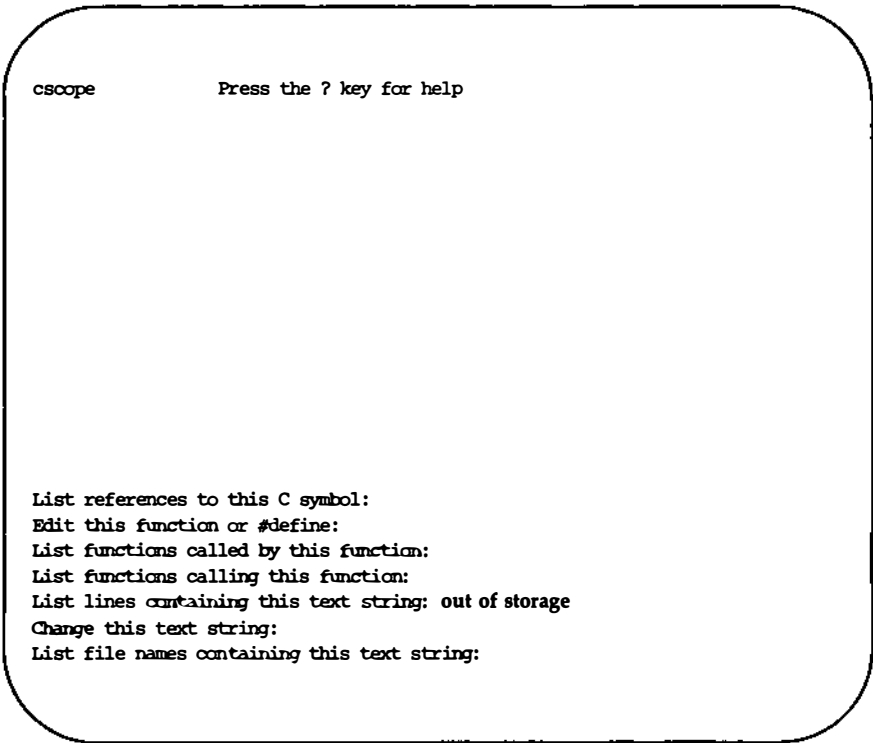 cscope Press the ? key for help
List references to this C symbol:
Edit this function or #define:
List functions called by this function:
List functions calling this function:
List lines containing this text string: out of storage
Change this text string:
List file names containing this text string: